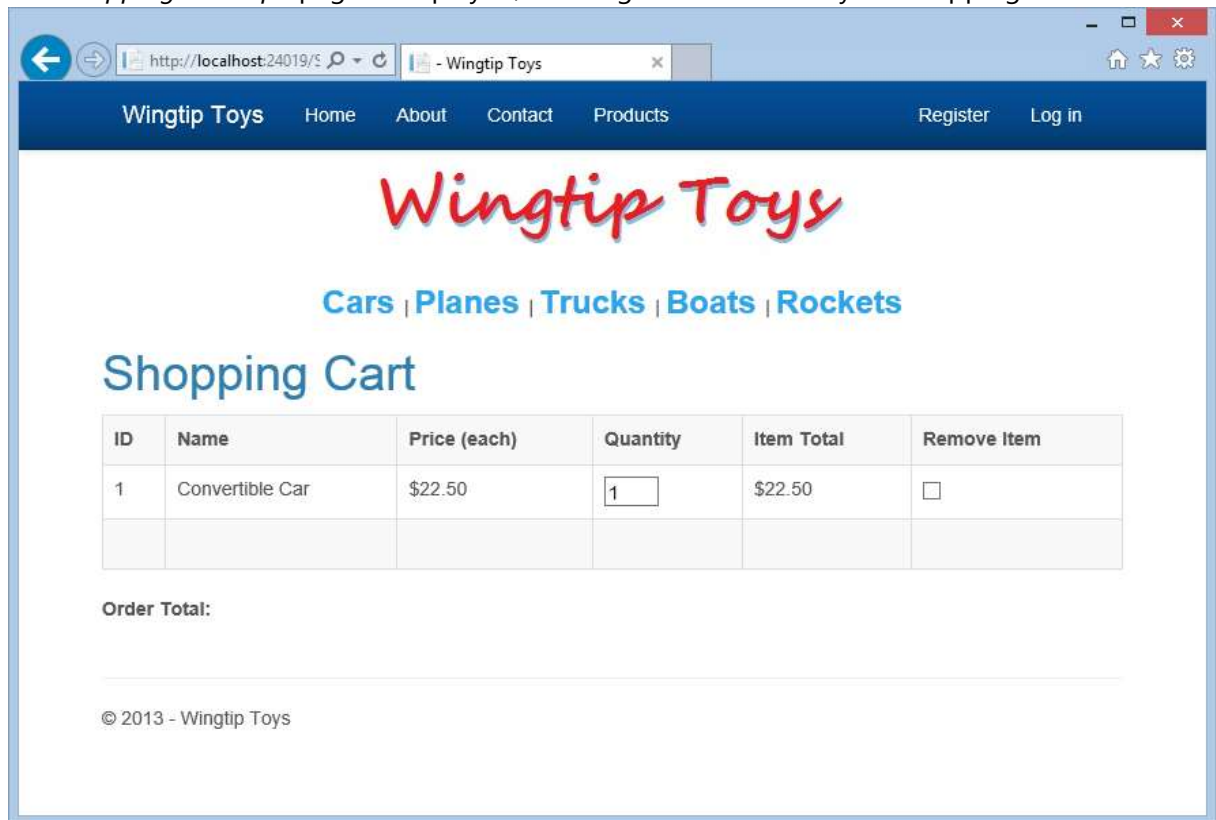 http://localhost:24019/S
- Wingtip Toys
Wingtip Toys Home About Contact Products Register Log in
Wingtip Toys
Cars | Planes | Trucks | Boats | Rockets
Shopping Cart
ID Name Price (each) Quantity Item Total Remove Item
1 Convertible Car $22.50 1 $22.50
Order Total:
© 2013 - Wingtip Toys